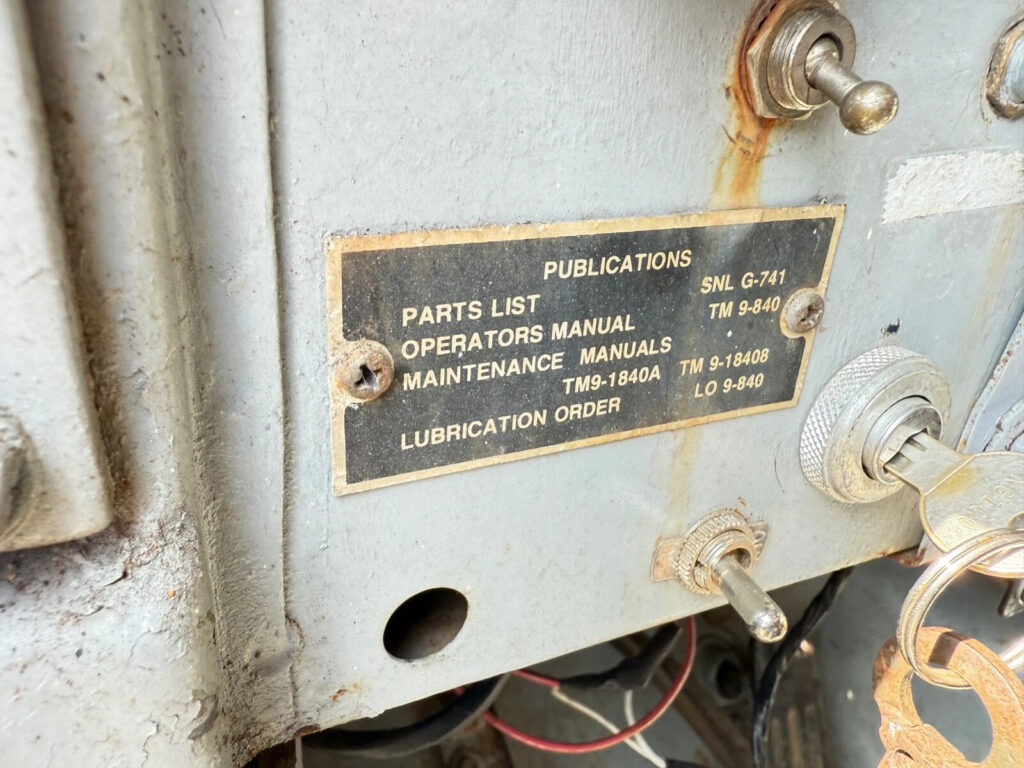 PUBLICATIONS
PARTS LIST SNL G-741
OPERATORS MANUAL TM 9-840
MAINTENANCE MANUALS
TM9-1840A TM 9-18408
LUBRICATION ORDER LO 9-840